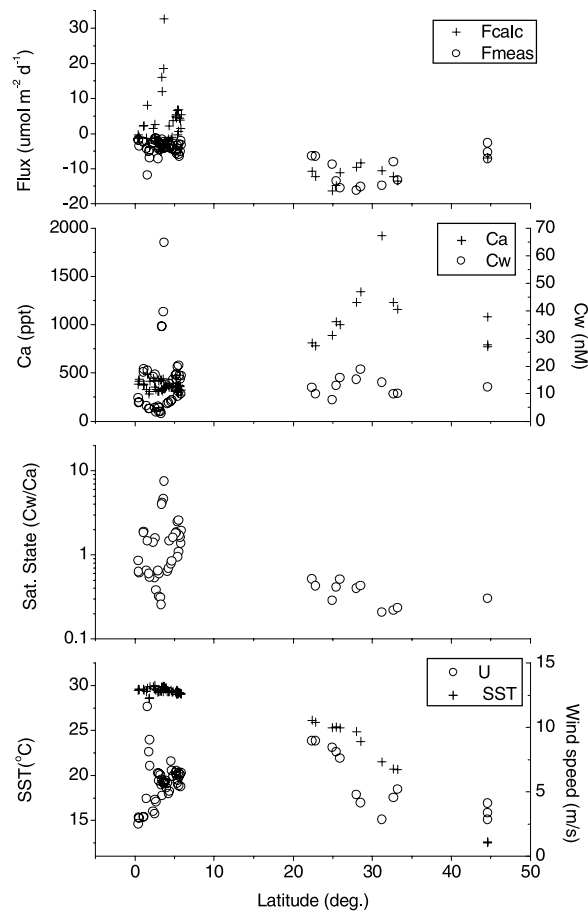 30
20
10
0
-10
-20
Flux (umol m⁻² d⁻¹)
+ Fcalc
○ Fmeas
2000
1500
1000
500
0
Ca (ppt)
+ Ca
○ Cw
70
60
50
40
30
20
10
0
Cw (nM)
10
1
0.1
Sat. State (Cw/Ca)
30
25
20
15
SST(°C)
○ U
+ SST
15
10
5
0
Wind speed (m/s)
0 10 20 30 40 50
Latitude (deg.)